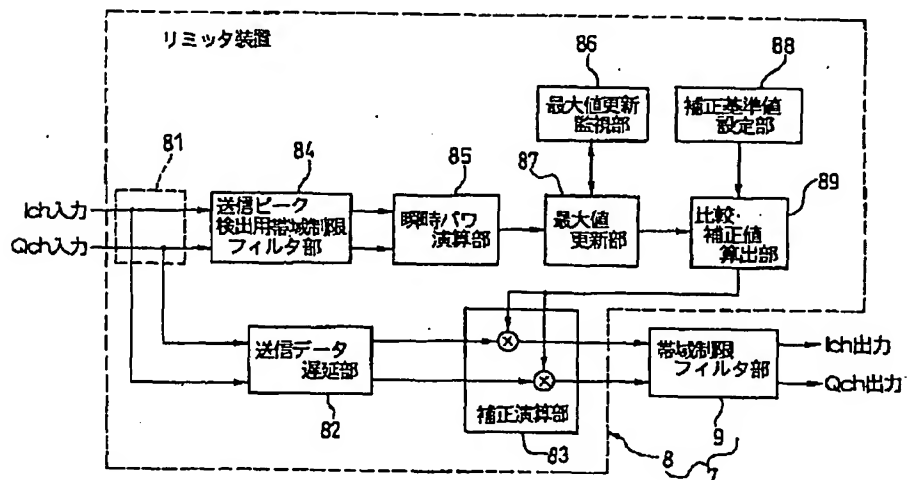 リミッタ装置
86
88
最大値更新
監視部
補正基準値
設定部
81
84
85
87
89
Ich入力
Qch入力
送信ピーク
検出用帯域制限
フィルタ部
瞬時パワ
演算部
最大値
更新部
比較・
補正値
算出部
送信データ
遅延部
補正演算部
帯域制限
フィルタ部
Ich出力
Qch出力
82
83
8
9
7